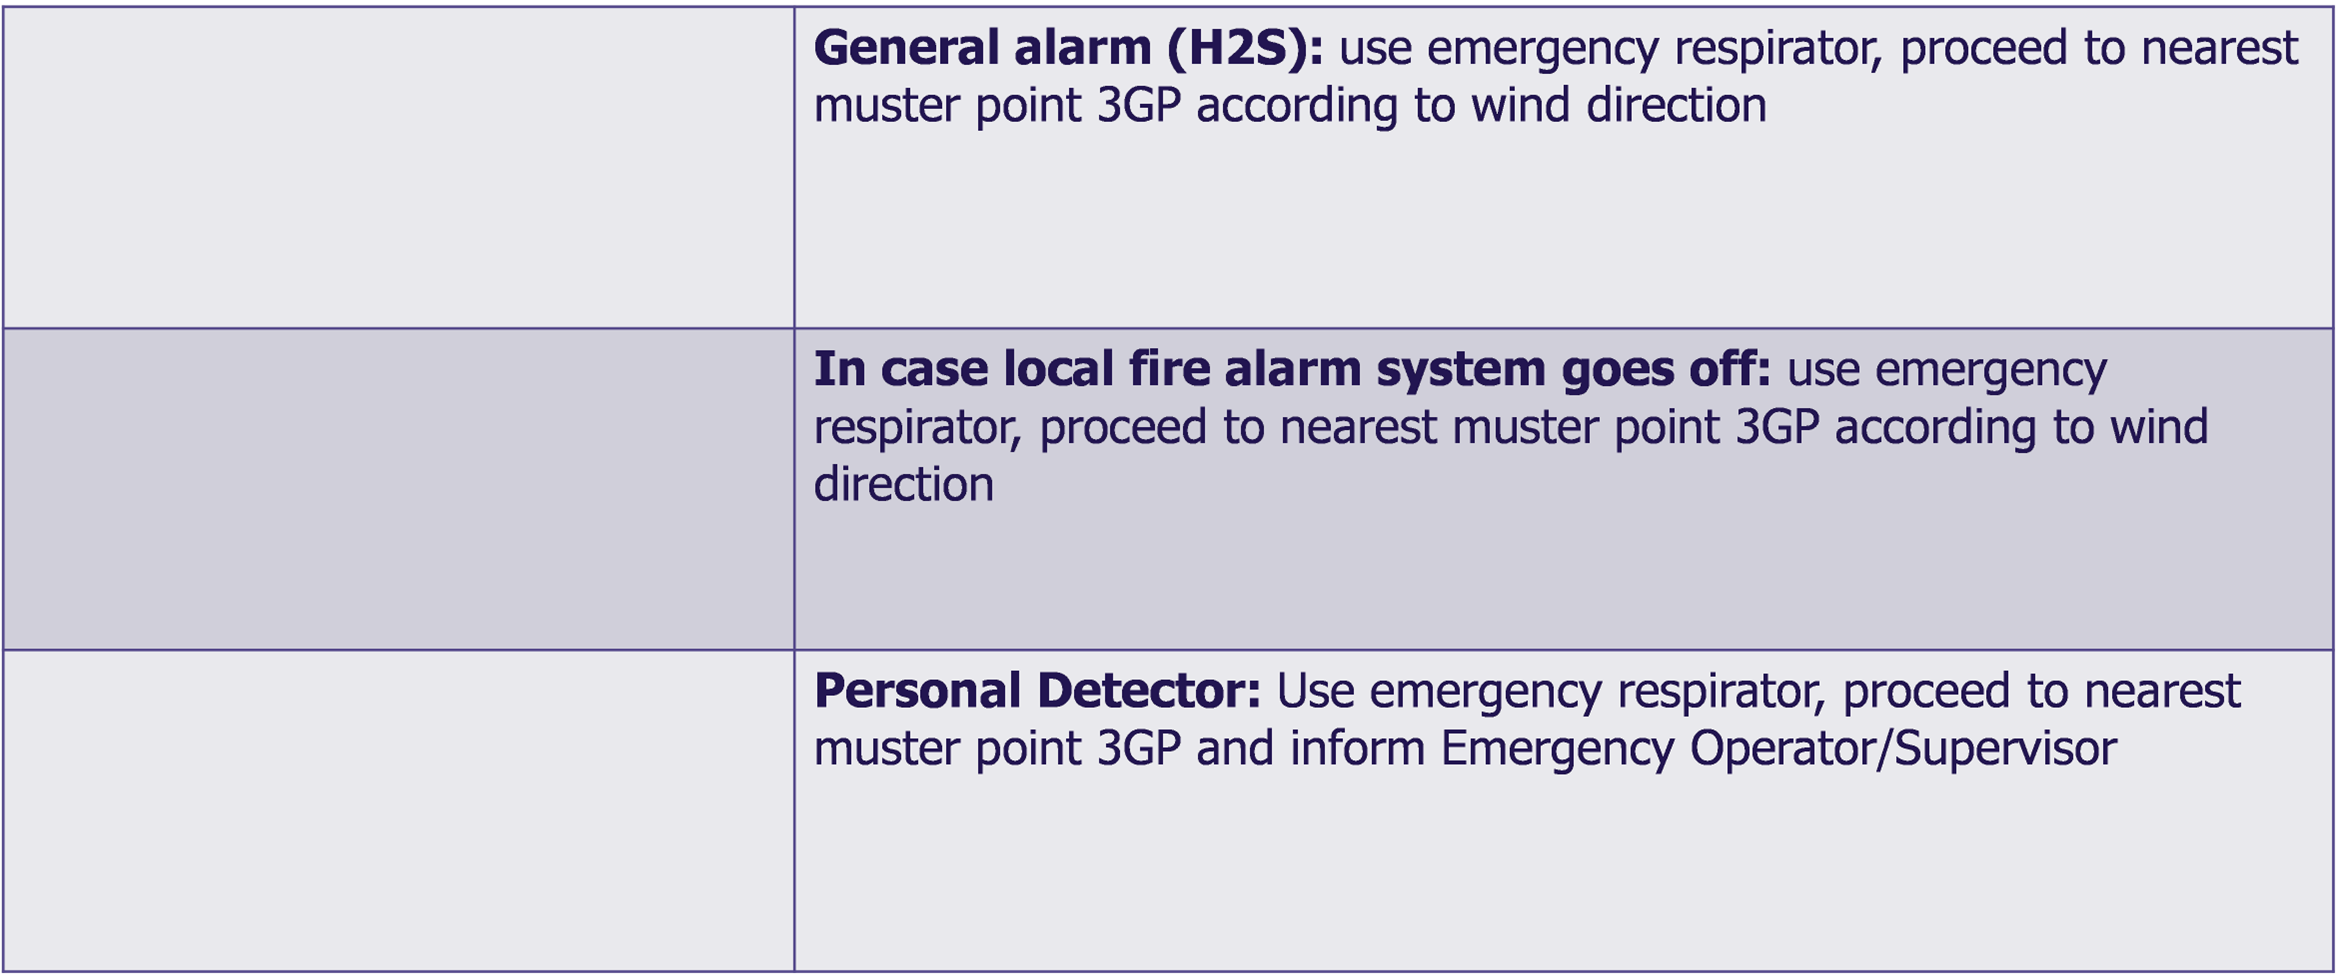 General alarm (H2S): use emergency respirator, proceed to nearest
muster point 3GP according to wind direction
In case local fire alarm system goes off: use emergency
respirator, proceed to nearest muster point 3GP according to wind
direction
Personal Detector: Use emergency respirator, proceed to nearest
muster point 3GP and inform Emergency Operator/Supervisor